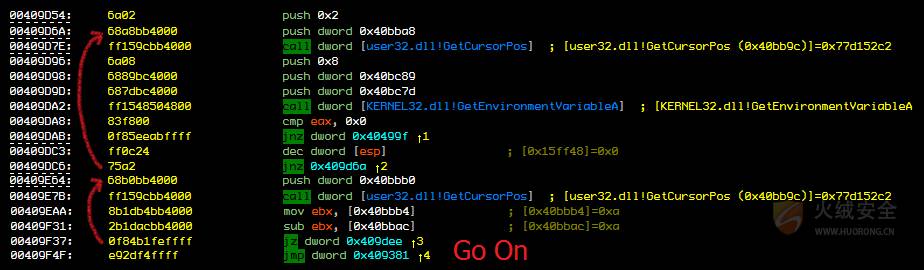 00409D54: 6a02 push 0x2
00409D6A: 68a8bb4000 push dword 0x40bba8
00409D7E: ff159cbb4000 call dword [user32.dll!GetCursorPos] ; [user32.dll!GetCursorPos (0x40bb9c)]=0x77d152c2
00409D96: 6a08 push 0x8
00409D98: 6889bc4000 push dword 0x40bc89
00409D9D: 687dbc4000 push dword 0x40bc7d
00409DA2: ff1548504800 call dword [KERNEL32.dll!GetEnvironmentVariableA] ; [KERNEL32.dll!GetEnvironmentVariableA
00409DA8: 83f800 cmp eax, 0x0
00409DAB: 0f85eeabffff jnz dword 0x40499f ↑1
00409DC3: ff0c24 dec dword [esp] ; [0x15ff48]=0x0
00409DC6: 75a2 jnz 0x409d6a ↑2
00409E64: 68b0bb4000 push dword 0x40bbb0
00409E7B: ff159cbb4000 call dword [user32.dll!GetCursorPos] ; [user32.dll!GetCursorPos (0x40bb9c)]=0x77d152c2
00409EAA: 8b1db4bb4000 mov ebx, [0x40bbb4] ; [0x40bbb4]=0xa
00409F31: 2b1dacbb4000 sub ebx, [0x40bbac] ; [0x40bbac]=0xa
00409F37: 0f84b1feffff jz dword 0x409dee ↑3
00409F4F: e92df4ffff jmp dword 0x409381 ↑4
Go On
火绒安全
WWW.HUORONG.CN